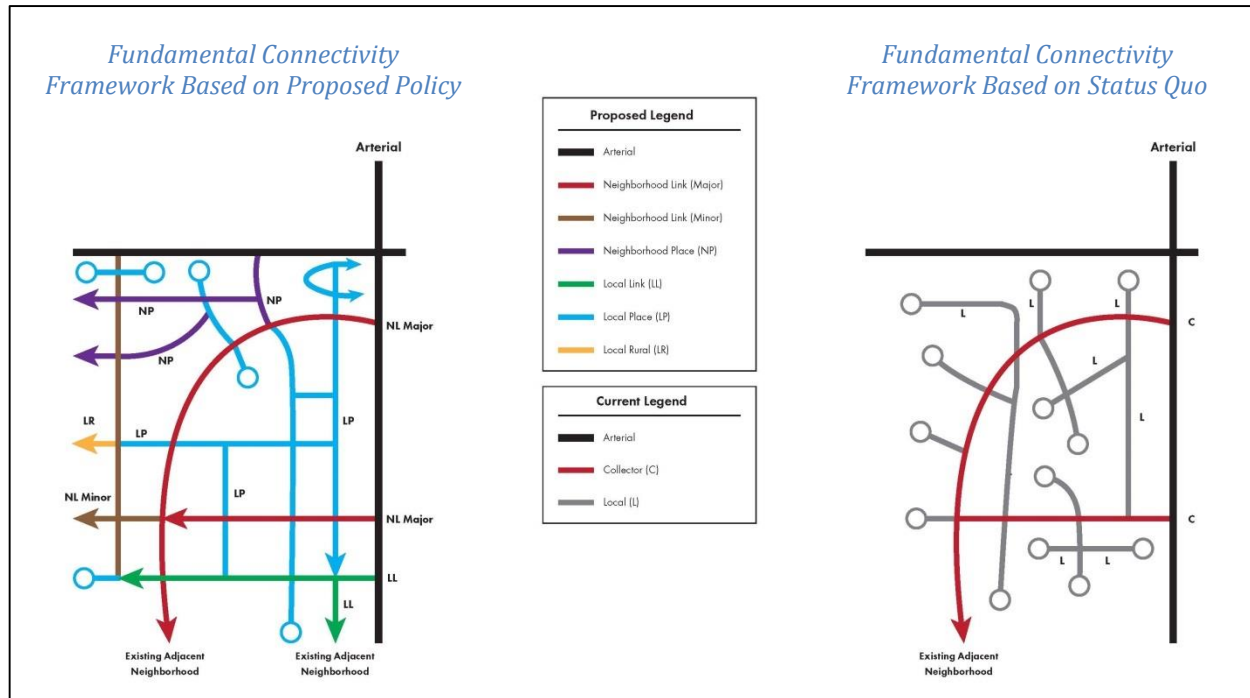 Fundamental Connectivity
Framework Based on Proposed Policy
Arterial
NP
NP
NP
NL Major
LR
LP
LP
LP
NL Minor
NL Major
LL
LL
Existing Adjacent
Neighborhood
Existing Adjacent
Neighborhood
Proposed Legend
Arterial
Neighborhood Link (Major)
Neighborhood Link (Minor)
Neighborhood Place (NP)
Local Link (LL)
Local Place (LP)
Local Rural (LR)
Current Legend
Arterial
Collector (C)
Local (L)
Fundamental Connectivity
Framework Based on Status Quo
Arterial
L
L
L
C
L
L
C
L
L
Existing Adjacent
Neighborhood